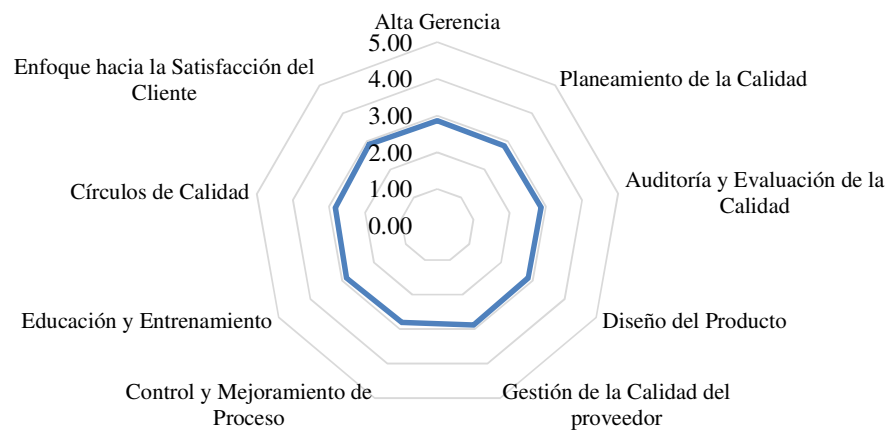 Alta Gerencia
5.00
4.00
3.00
2.00
1.00
0.00
Planeamiento de la Calidad
Auditoría y Evaluación de la
Calidad
Diseño del Producto
Gestión de la Calidad del
proveedor
Control y Mejoramiento de
Proceso
Educación y Entrenamiento
Círculos de Calidad
Enfoque hacia la Satisfacción del
Cliente